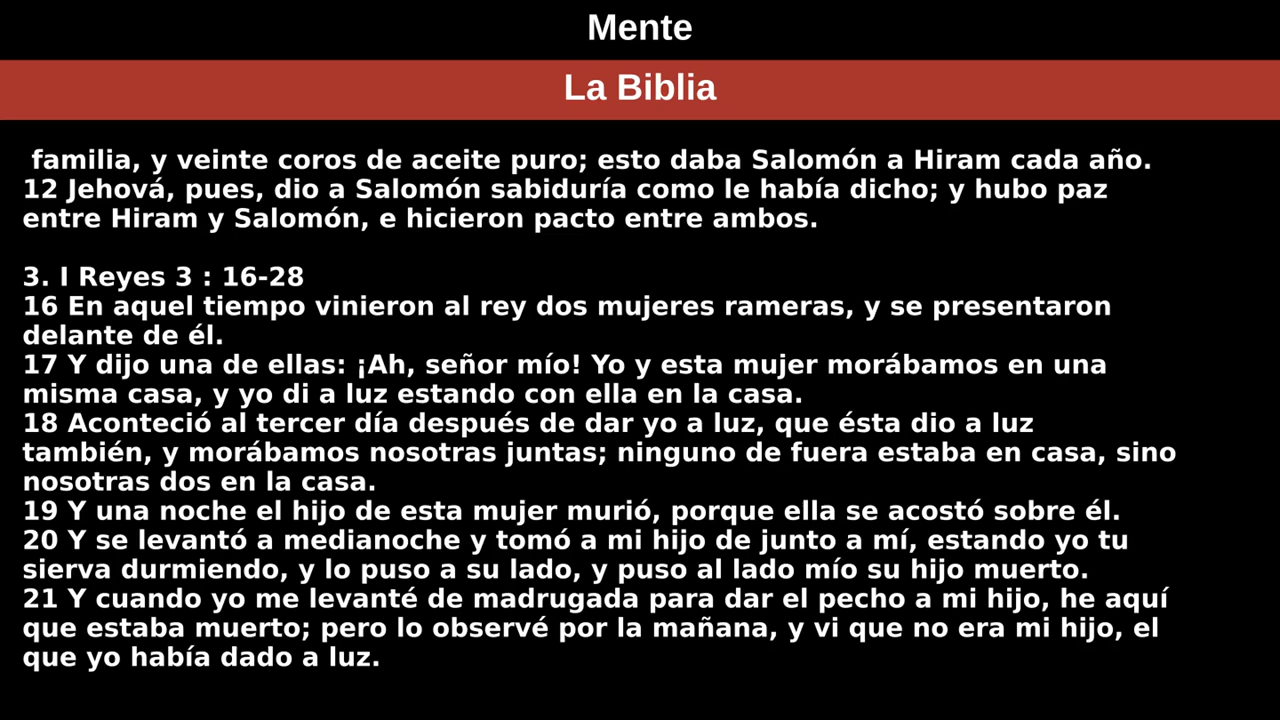 Mente
La Biblia
familia, y veinte coros de aceite puro; esto daba Salomón a Hiram cada año.
12 Jehová, pues, dio a Salomón sabiduría como le había dicho; y hubo paz
entre Hiram y Salomón, e hicieron pacto entre ambos.
3. I Reyes 3 : 16-28
16 En aquel tiempo vinieron al rey dos mujeres rameras, y se presentaron
delante de él.
17 Y dijo una de ellas: ¡Ah, señor mío! Yo y esta mujer morábamos en una
misma casa, y yo di a luz estando con ella en la casa.
18 Aconteció al tercer día después de dar yo a luz, que ésta dio a luz
también, y morábamos nosotras juntas; ninguno de fuera estaba en casa, sino
nosotras dos en la casa.
19 Y una noche el hijo de esta mujer murió, porque ella se acostó sobre él.
20 Y se levantó a medianoche y tomó a mi hijo de junto a mí, estando yo tu
sierva durmiendo, y lo puso a su lado, y puso al lado mío su hijo muerto.
21 Y cuando yo me levanté de madrugada para dar el pecho a mi hijo, he aquí
que estaba muerto; pero lo observé por la mañana, y vi que no era mi hijo, el
que yo había dado a luz.